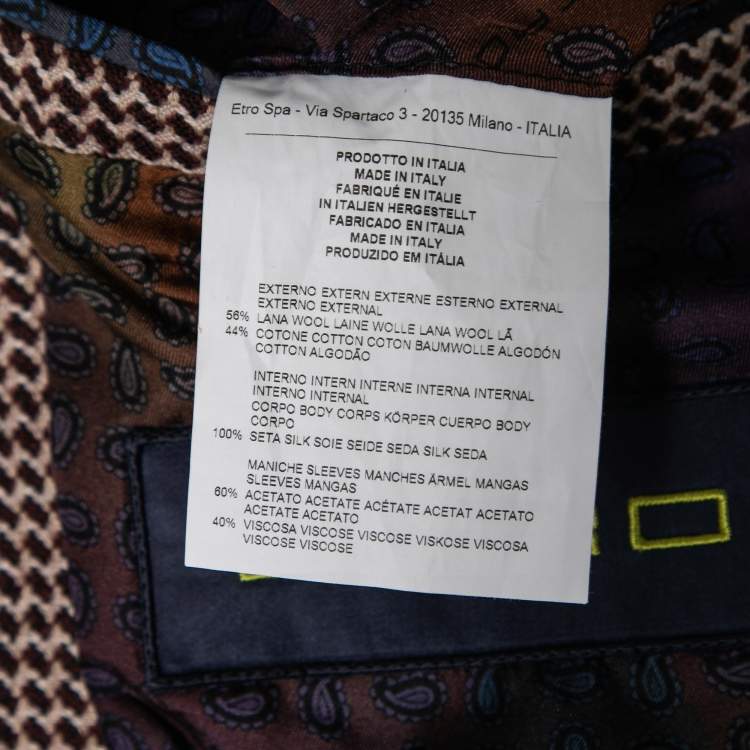 Etro Spa - Via Spartaco 3 - 20135 Milano - ITALIA
PRODOTTO IN ITALIA
MADE IN ITALY
FABRIQUÉ EN ITALIE
IN ITALIEN HERGESTELLT
FABRICADO EN ITALIA
MADE IN ITALY
PRODUZIDO EM ITÁLIA
EXTERNO EXTERN EXTERNE ESTERNO EXTERNAL
EXTERNO EXTERNAL
56% LANA WOOL LAINE WOLLE LANA WOOL LÃ
44% COTONE COTTON COTON BAUMWOLLE ALGODÓN
COTTON ALGODÃO
INTERNO INTERN INTERNE INTERNA INTERNAL
INTERNO INTERNAL
CORPO BODY CORPS KÖRPER CUERPO BODY
CORPO
100% SETA SILK SOIE SEIDE SEDA SILK SEDA
MANICHE SLEEVES MANCHES ÄRMEL MANGAS
SLEEVES MANGAS
60% ACETATO ACETATE ACÉTATE ACETAT ACETATO
ACETATE ACETATO
40% VISCOSA VISCOSE VISCOSE VISKOSE VISCOSA
VISCOSE VISCOSE